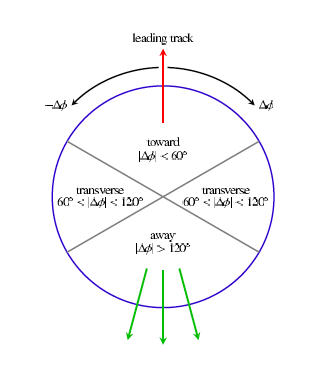 leading track
−Δϕ
Δϕ
toward
|Δϕ| < 60°
transverse
60° < |Δϕ| < 120°
transverse
60° < |Δϕ| < 120°
away
|Δϕ| > 120°